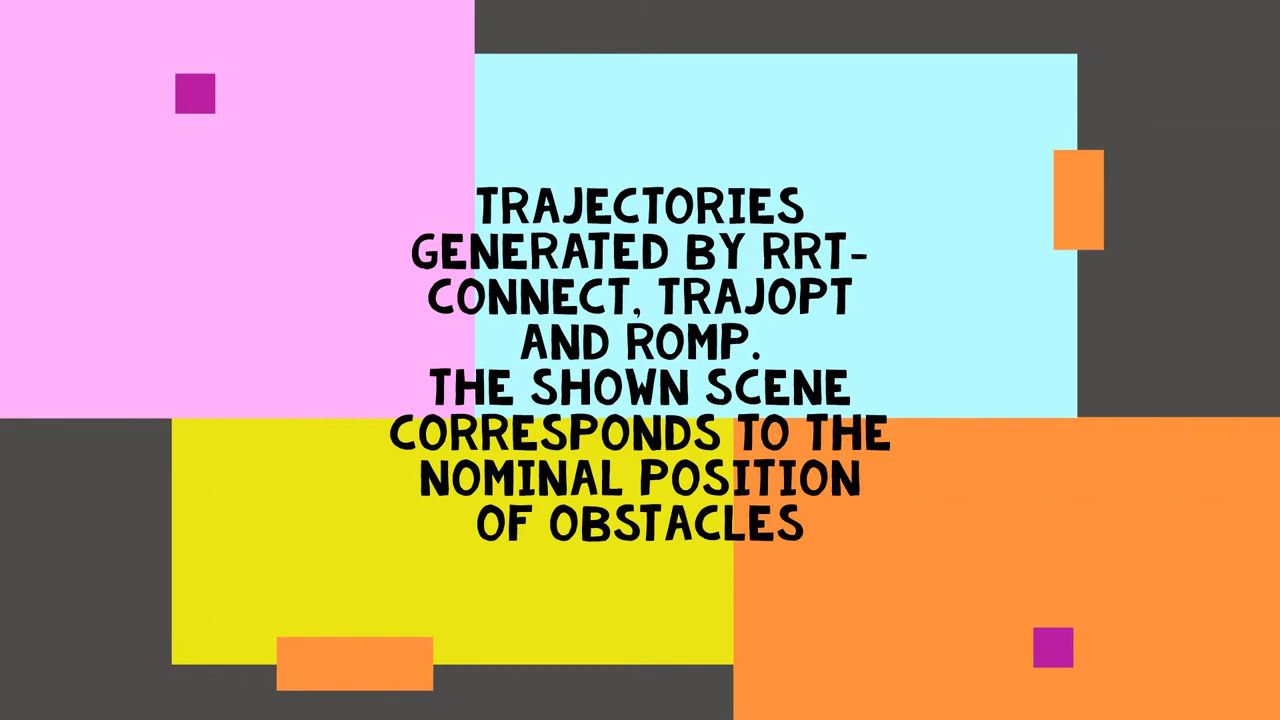 TRAJECTORIES
GENERATED BY RRT-
CONNECT, TRAJOPT
AND ROMP.
THE SHOWN SCENE
CORRESPONDS TO THE
NOMINAL POSITION
OF OBSTACLES